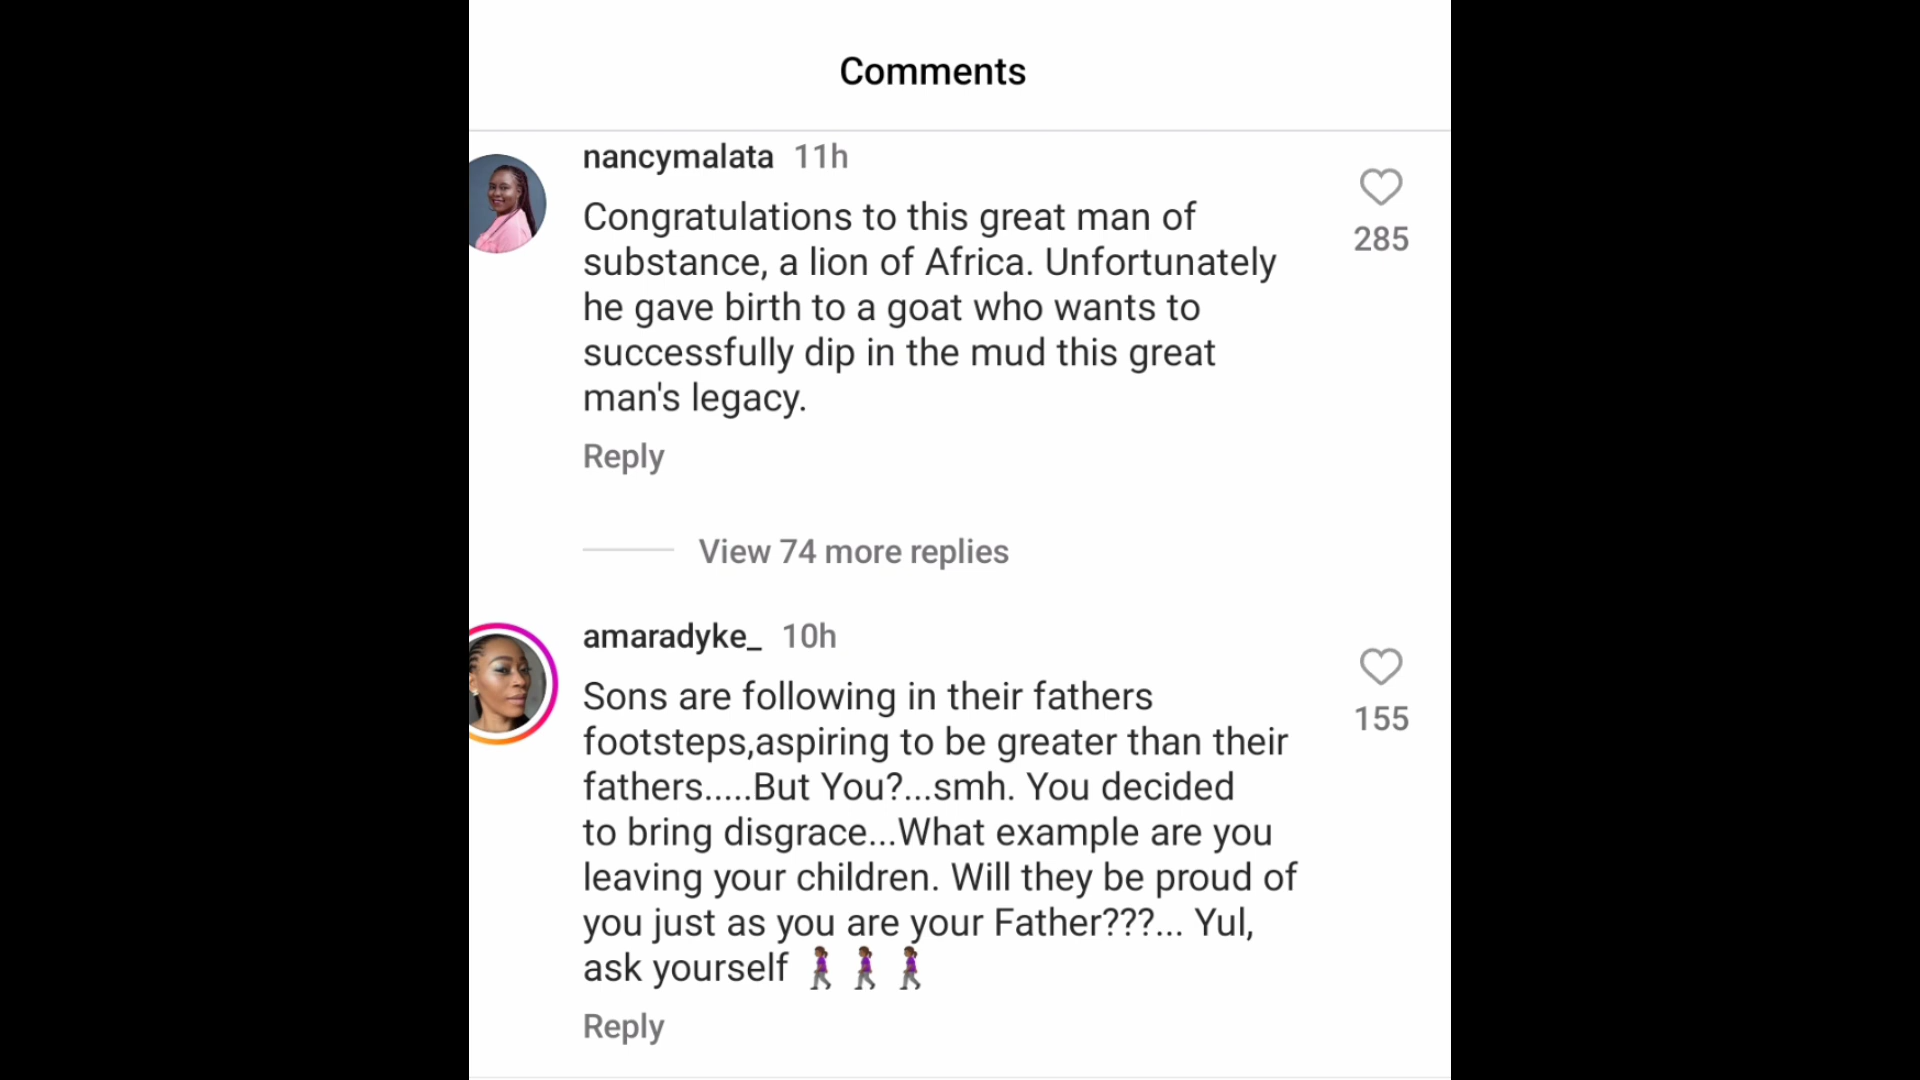 Comments
nancymalata 11h
Congratulations to this great man of
substance, a lion of Africa. Unfortunately
he gave birth to a goat who wants to
successfully dip in the mud this great
man's legacy.
285
Reply
View 74 more replies
amaradyke_ 10h
Sons are following in their fathers
footsteps,aspiring to be greater than their
fathers.....But You?...smh. You decided
to bring disgrace...What example are you
leaving your children. Will they be proud of
you just as you are your Father???... Yul,
ask yourself 🚶🏾‍♀️🚶🏾‍♀️🚶🏾‍♀️
155
Reply